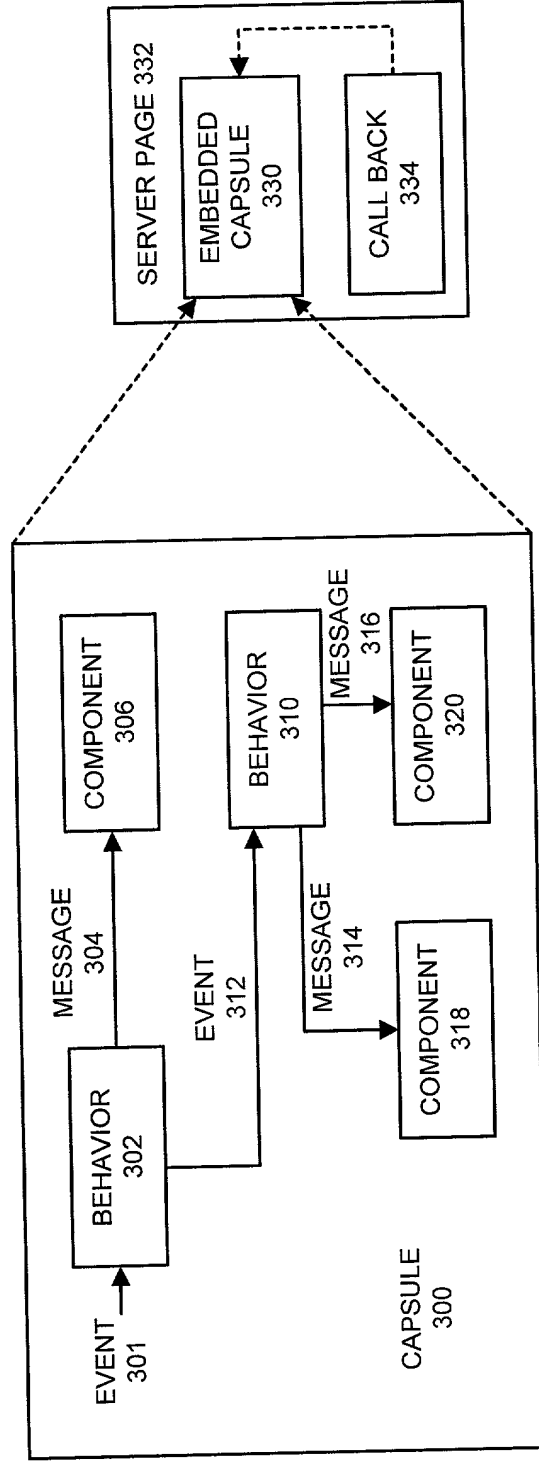 EVENT
301
BEHAVIOR
302
MESSAGE
304
COMPONENT
306
EVENT
312
BEHAVIOR
310
MESSAGE
314
MESSAGE
316
COMPONENT
318
COMPONENT
320
CAPSULE
300
SERVER PAGE 332
EMBEDDED
CAPSULE
330
CALL BACK
334